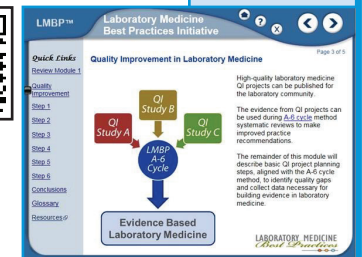 LMBP™
Laboratory Medicine
Best Practices Initiative
?
x
Page 3 of 5
Quick Links
Review Module 1
Quality
Improvement
Step 1
Step 2
Step 3
Step 4
Step 5
Step 6
Conclusions
Glossary
Resources
Quality Improvement in Laboratory Medicine
QI
Study A
QI
Study B
QI
Study C
LMBP
A-6
Cycle
Evidence Based
Laboratory Medicine
High-quality laboratory medicine
QI projects can be published for
the laboratory community.
The evidence from QI projects can
be used during A-6 cycle method
systematic reviews to make
improved practice
recommendations.
The remainder of this module will
describe basic QI project planning
steps, aligned with the A-6 cycle
method, to identify quality gaps
and collect data necessary for
building evidence in laboratory
medicine.
LABORATORY MEDICINE
Best Practices